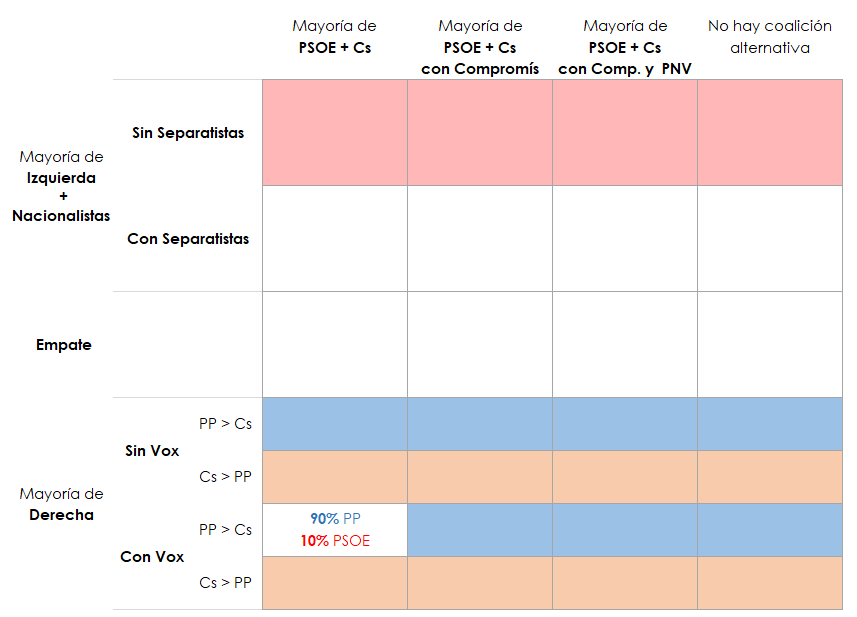 Mayoría de
PSOE + Cs
Mayoría de
PSOE + Cs
con Compromís
Mayoría de
PSOE + Cs
con Comp. y PNV
No hay coalición
alternativa
Mayoría de
Izquierda
+
Nacionalistas
Sin Separatistas
Con Separatistas
Empate
Mayoría de
Derecha
Sin Vox
PP > Cs
Cs > PP
Con Vox
PP > Cs
90% PP
10% PSOE
Cs > PP